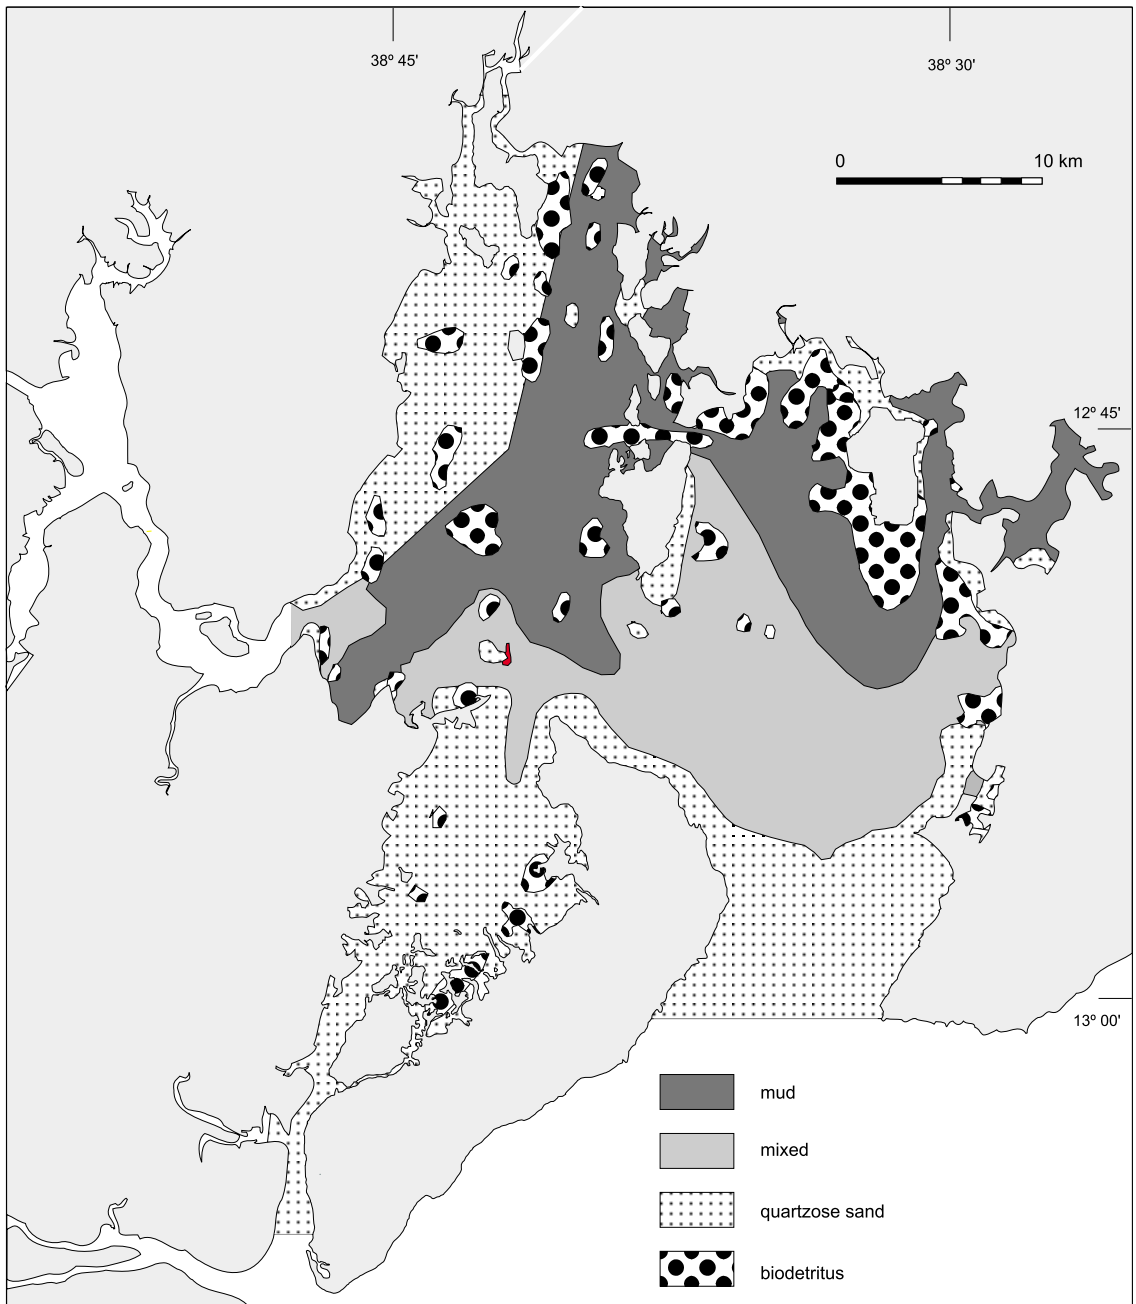 38º 45'
38º 30'
0 10 km
12º 45'
13º 00'
mud
mixed
quartzose sand
biodetritus